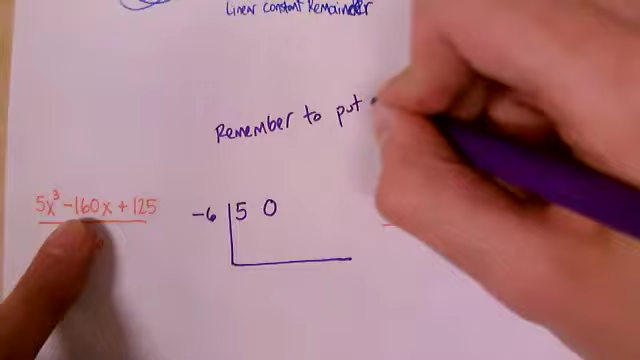 Linear Constant Remainder
Remember to put
5x³ -160x + 125
-6 5 0